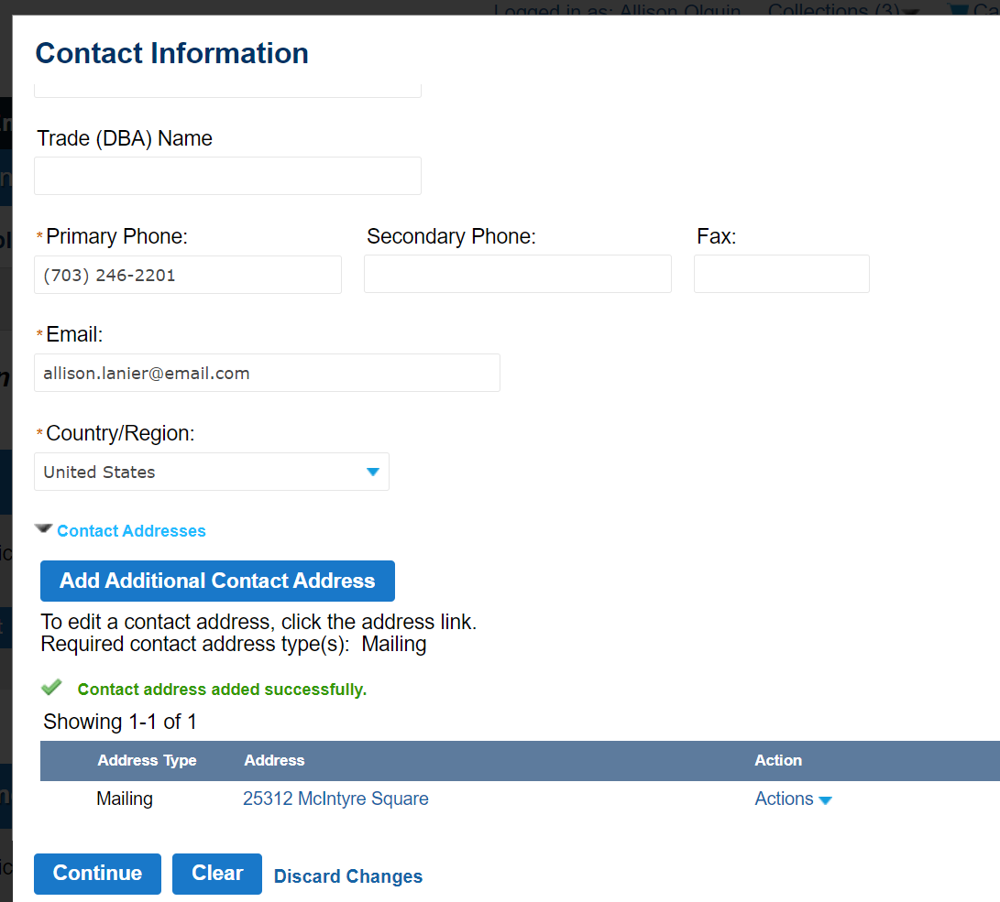 Logged in as: Allison Olguin Collections (3) Ca
Contact Information
Trade (DBA) Name
*Primary Phone: Secondary Phone: Fax:
(703) 246-2201
*Email:
allison.lanier@email.com
*Country/Region:
United States
Contact Addresses
Add Additional Contact Address
To edit a contact address, click the address link.
Required contact address type(s): Mailing
Contact address added successfully.
Showing 1-1 of 1
Address Type Address Action
Mailing 25312 McIntyre Square Actions
Continue Clear Discard Changes